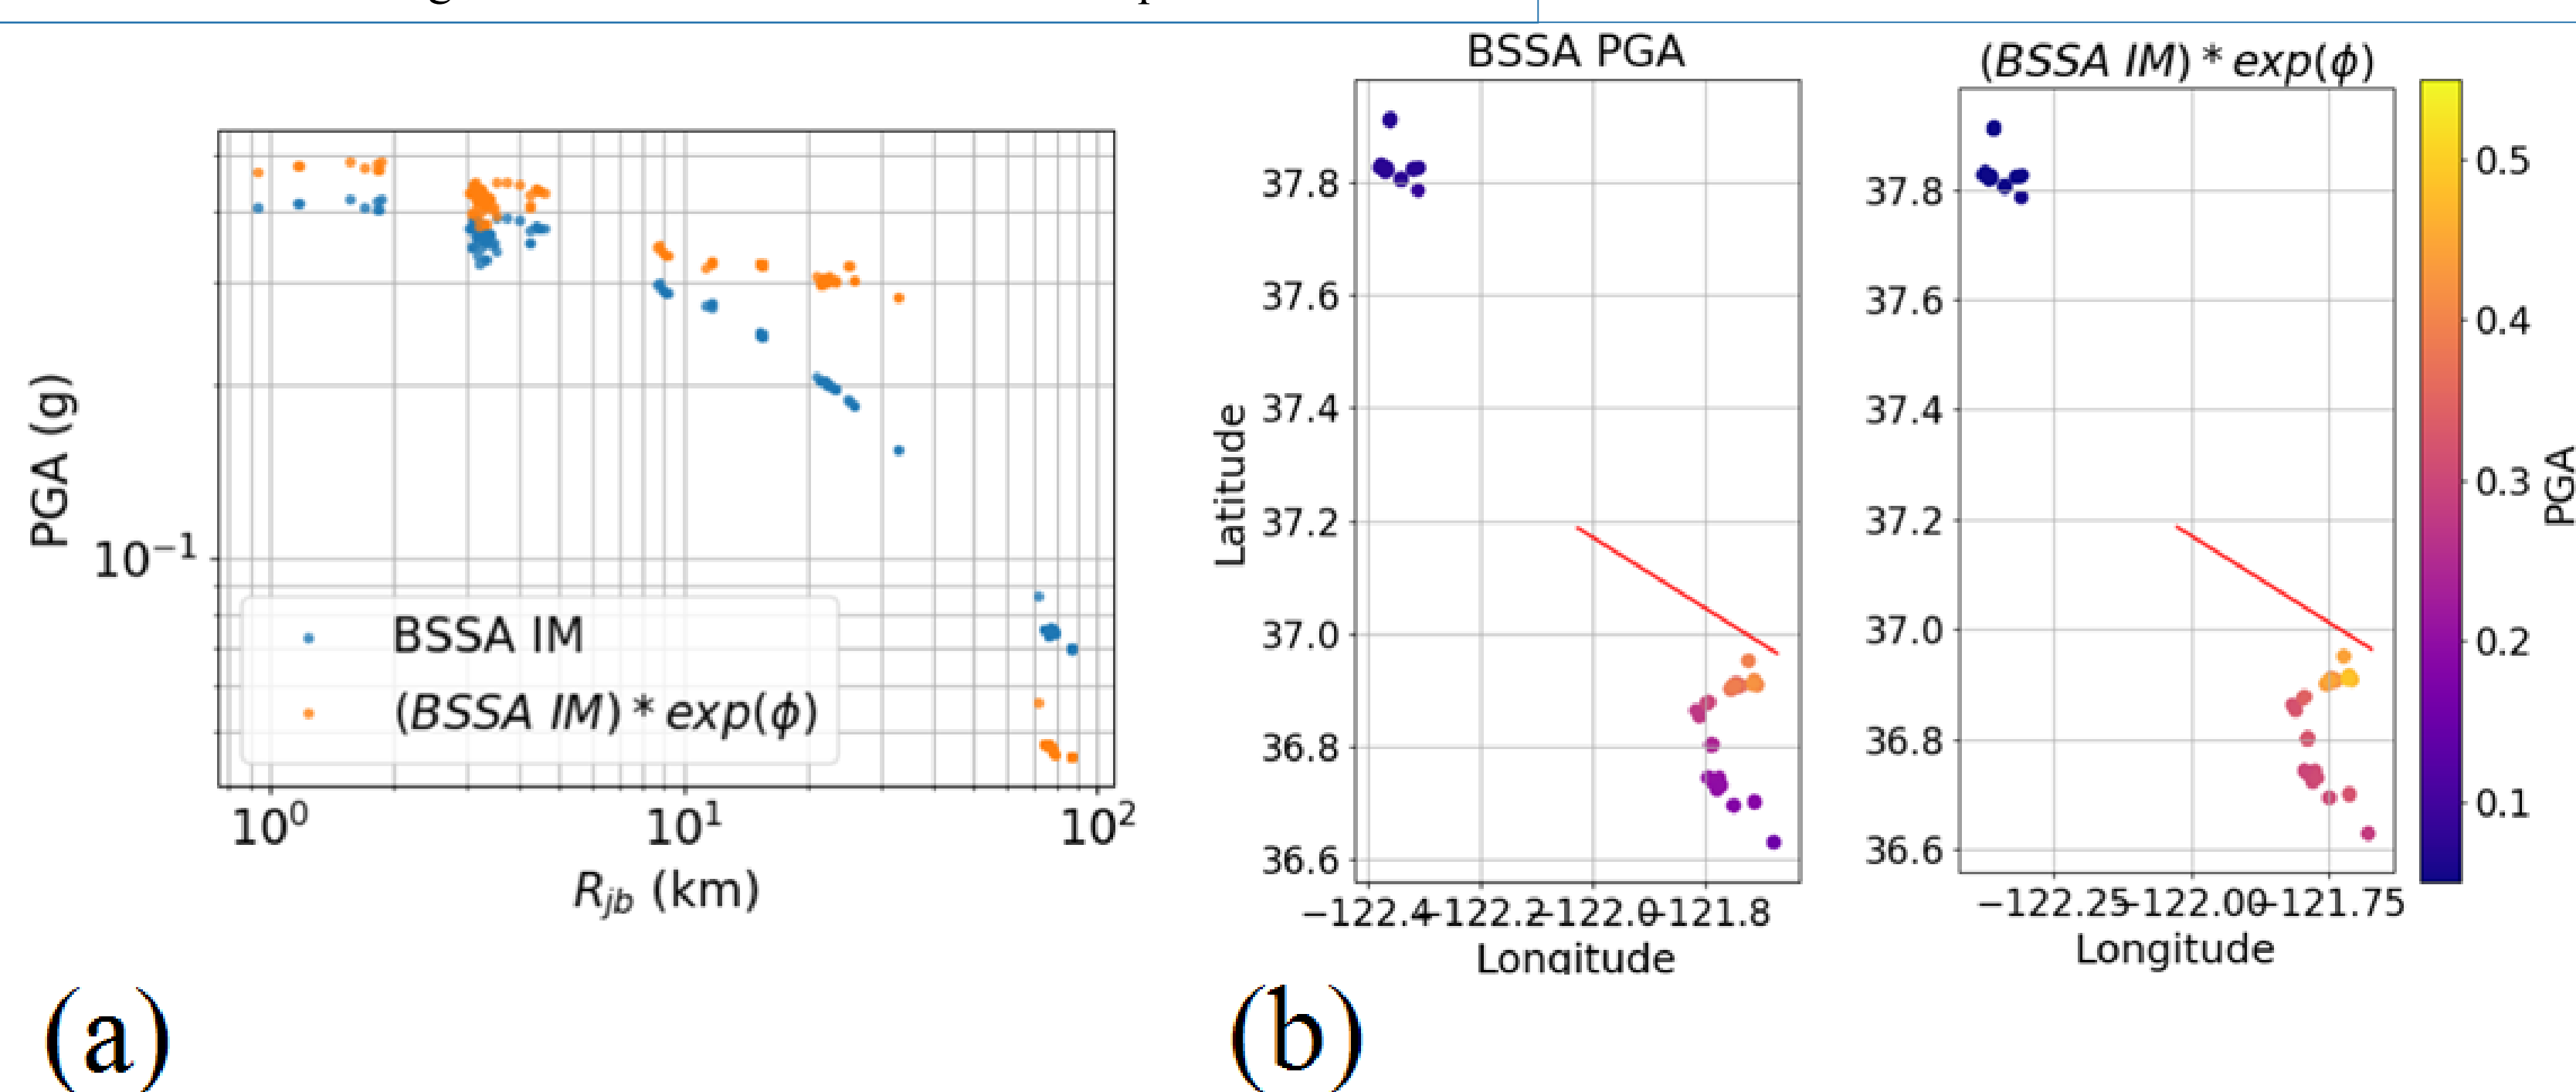 BSSA PGA
(BSSA IM) * exp(ϕ)
PGA (g)
10⁻¹
BSSA IM
(BSSA IM) * exp(ϕ)
10⁰ 10¹ 10²
R_jb (km)
Latitude
37.8
37.6
37.4
37.2
37.0
36.8
36.6
−122.4 −122.2 −122.0 −121.8
Longitude
37.8
37.6
37.4
37.2
37.0
36.8
36.6
−122.25 −122.00 −121.75
Longitude
0.5
0.4
0.3
0.2
0.1
PGA
(a)
(b)